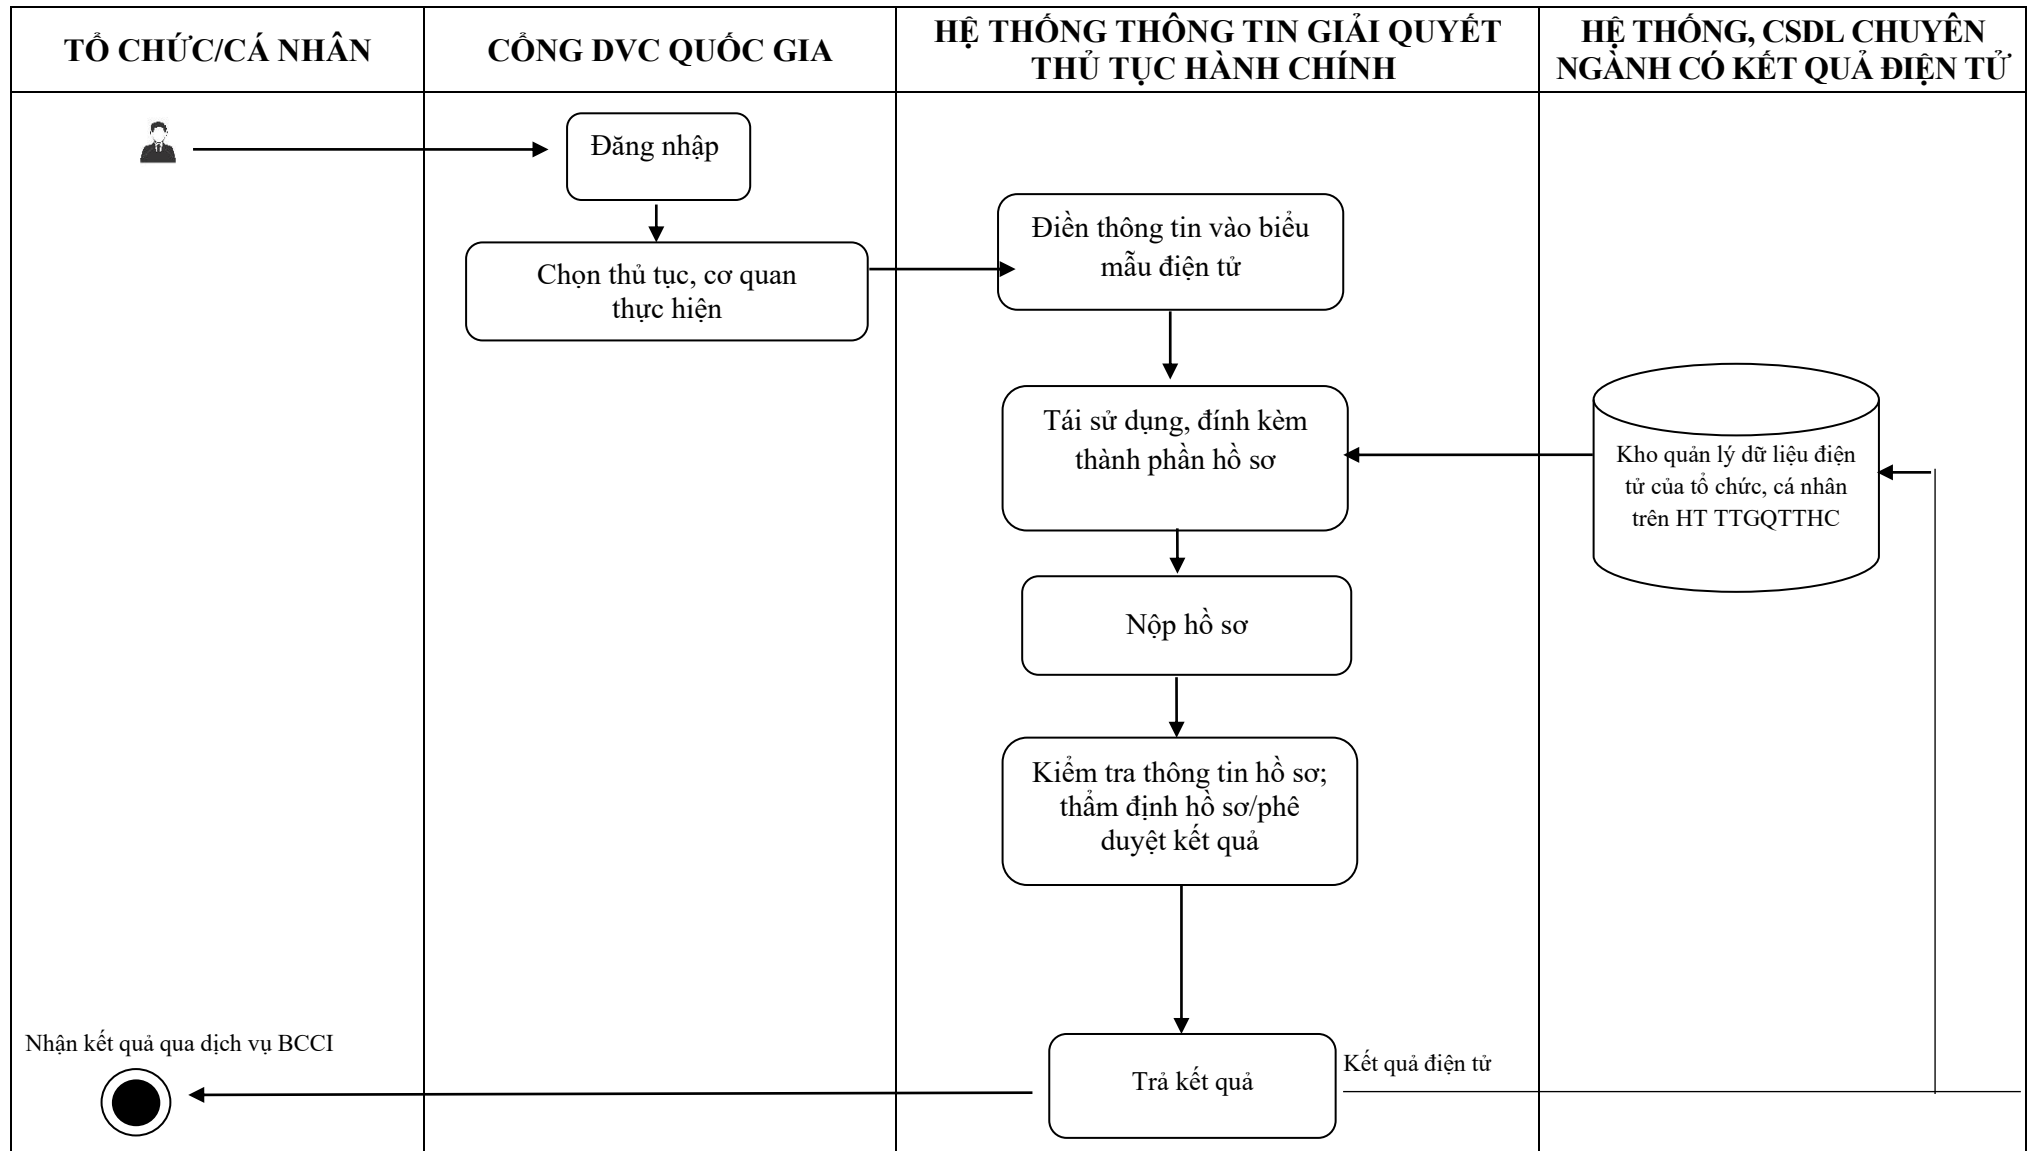 TỔ CHỨC/CÁ NHÂN
CỔNG DVC QUỐC GIA
HỆ THỐNG THÔNG TIN GIẢI QUYẾT
THỦ TỤC HÀNH CHÍNH
HỆ THỐNG, CSDL CHUYÊN
NGÀNH CÓ KẾT QUẢ ĐIỆN TỬ
Đăng nhập
Chọn thủ tục, cơ quan
thực hiện
Điền thông tin vào biểu
mẫu điện tử
Tái sử dụng, đính kèm
thành phần hồ sơ
Kho quản lý dữ liệu điện
tử của tổ chức, cá nhân
trên HT TTGQTTHC
Nộp hồ sơ
Kiểm tra thông tin hồ sơ;
thẩm định hồ sơ/phê
duyệt kết quả
Nhận kết quả qua dịch vụ BCCI
Trả kết quả
Kết quả điện tử